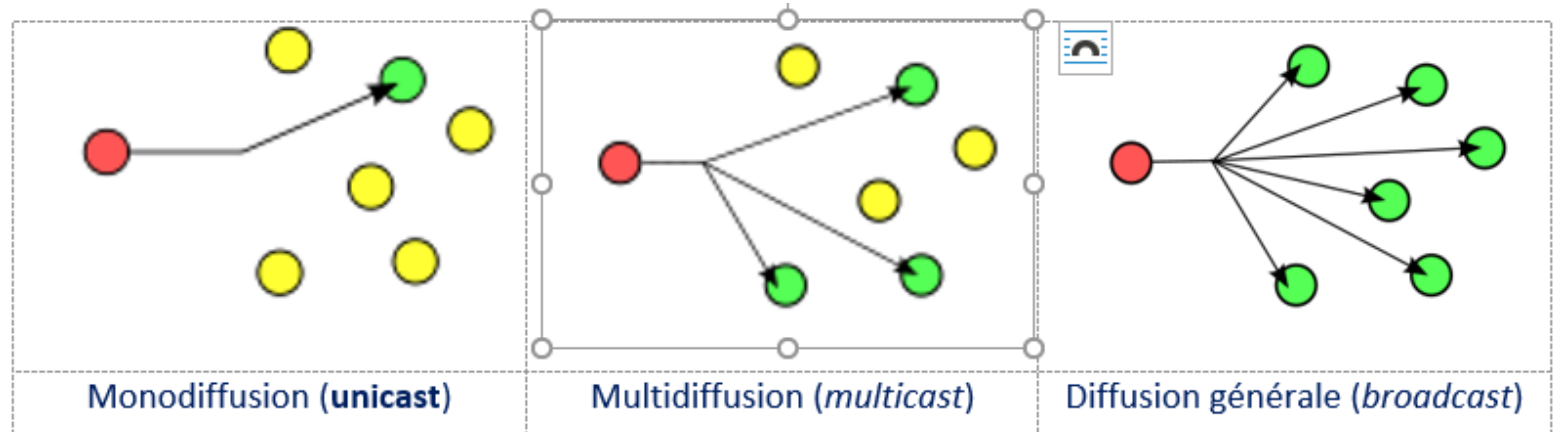 Monodiffusion (unicast)
Multidiffusion (multicast)
Diffusion générale (broadcast)